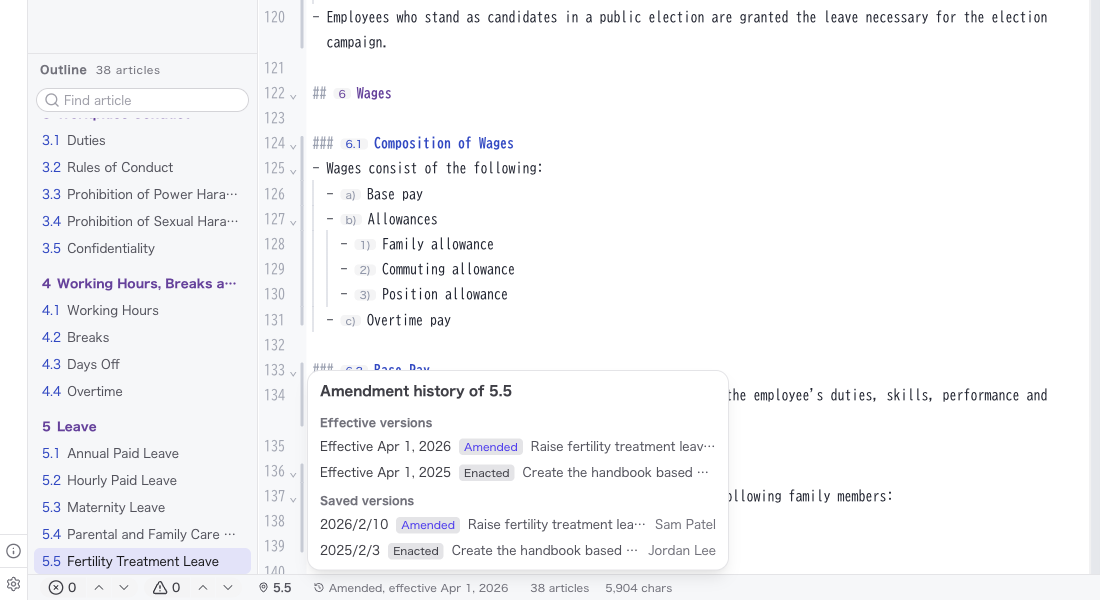 Outline 38 articles
Find article
3.1 Duties
3.2 Rules of Conduct
3.3 Prohibition of Power Hara…
3.4 Prohibition of Sexual Hara…
3.5 Confidentiality
4 Working Hours, Breaks a…
4.1 Working Hours
4.2 Breaks
4.3 Days Off
4.4 Overtime
5 Leave
5.1 Annual Paid Leave
5.2 Hourly Paid Leave
5.3 Maternity Leave
5.4 Parental and Family Care …
5.5 Fertility Treatment Leave
120 - Employees who stand as candidates in a public election are granted the leave necessary for the election
campaign.
121
122 ## 6 Wages
123
124 ### 6.1 Composition of Wages
125 - Wages consist of the following:
126 - a) Base pay
127 - b) Allowances
128 - 1) Family allowance
129 - 2) Commuting allowance
130 - 3) Position allowance
131 - c) Overtime pay
132
133 ### 6.2 Base Pay
134 the employee's duties, skills, performance and
135
136
137 ollowing family members:
138
139
140
Amendment history of 5.5
Effective versions
Effective Apr 1, 2026 Amended Raise fertility treatment leav…
Effective Apr 1, 2025 Enacted Create the handbook based …
Saved versions
2026/2/10 Amended Raise fertility treatment lea… Sam Patel
2025/2/3 Enacted Create the handbook based … Jordan Lee
0 0 5.5 Amended, effective Apr 1, 2026 38 articles 5,904 chars